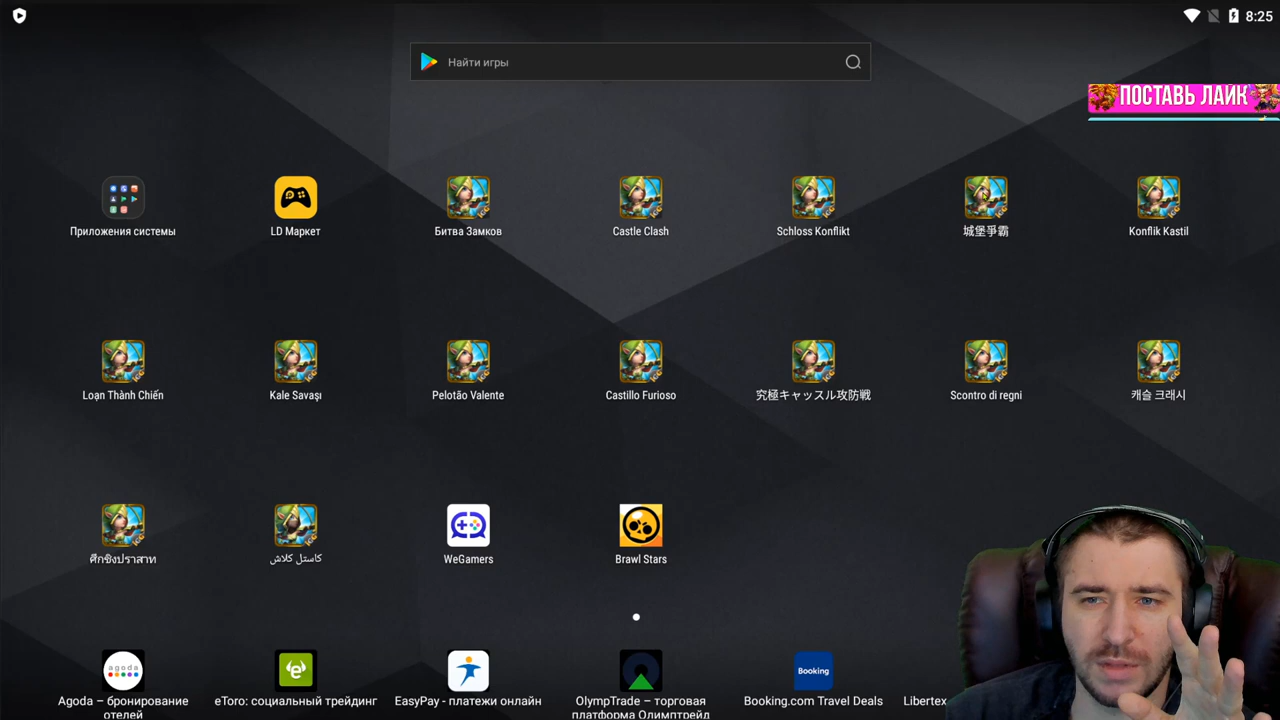 8:25
Найти игры
ПОСТАВЬ ЛАЙК
Приложения системы
LD Маркет
Битва Замков
Castle Clash
Schloss Konflikt
城堡爭霸
Konflik Kastil
Loạn Thành Chiến
Kale Savaşı
Pelotão Valente
Castillo Furioso
究極キャッスル攻防戦
Scontro di regni
캐슬 크래시
ศึกชิงปราสาท
كاستل كلاش
WeGamers
Brawl Stars
agoda
Booking
Agoda – бронирование
отелей
eToro: социальный трейдинг
EasyPay - платежи онлайн
OlympTrade – торговая
платформа Олимптрейд
Booking.com Travel Deals
Libertex